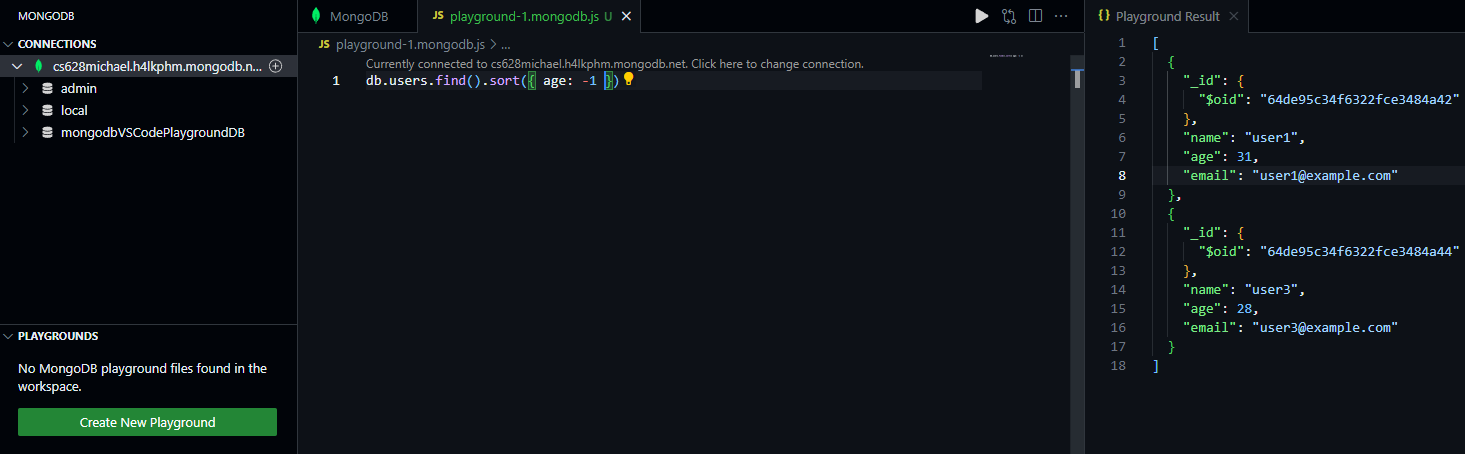 MONGODB
CONNECTIONS
cs628michael.h4lkphm.mongodb.n...
admin
local
mongodbVSCodePlaygroundDB
PLAYGROUNDS
No MongoDB playground files found in the
workspace.
Create New Playground
MongoDB
JS playground-1.mongodb.js U
JS playground-1.mongodb.js > ...
Currently connected to cs628michael.h4lkphm.mongodb.net. Click here to change connection.
1 db.users.find().sort({ age: -1 })
{} Playground Result
1 [
2 {
3 "_id": {
4 "$oid": "64de95c34f6322fce3484a42"
5 },
6 "name": "user1",
7 "age": 31,
8 "email": "user1@example.com"
9 },
10 {
11 "_id": {
12 "$oid": "64de95c34f6322fce3484a44"
13 },
14 "name": "user3",
15 "age": 28,
16 "email": "user3@example.com"
17 }
18 ]